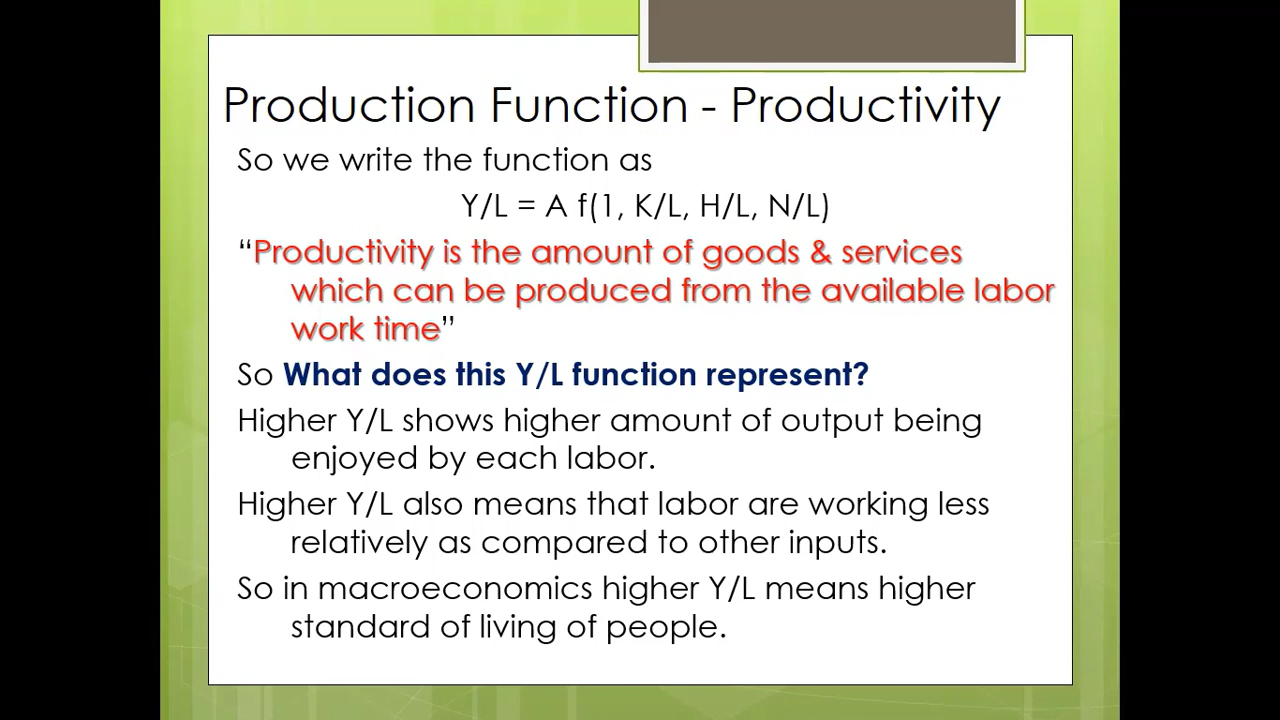 Production Function - Productivity
So we write the function as
Y/L = A f(1, K/L, H/L, N/L)
“Productivity is the amount of goods & services
which can be produced from the available labor
work time”
So What does this Y/L function represent?
Higher Y/L shows higher amount of output being
enjoyed by each labor.
Higher Y/L also means that labor are working less
relatively as compared to other inputs.
So in macroeconomics higher Y/L means higher
standard of living of people.